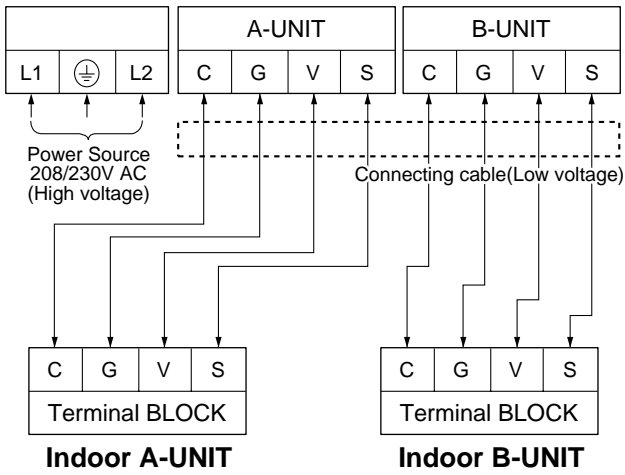 A-UNIT B-UNIT
L1 L2 C G V S C G V S
Power Source
208/230V AC
(High voltage)
Connecting cable(Low voltage)
C G V S C G V S
Terminal BLOCK Terminal BLOCK
Indoor A-UNIT Indoor B-UNIT